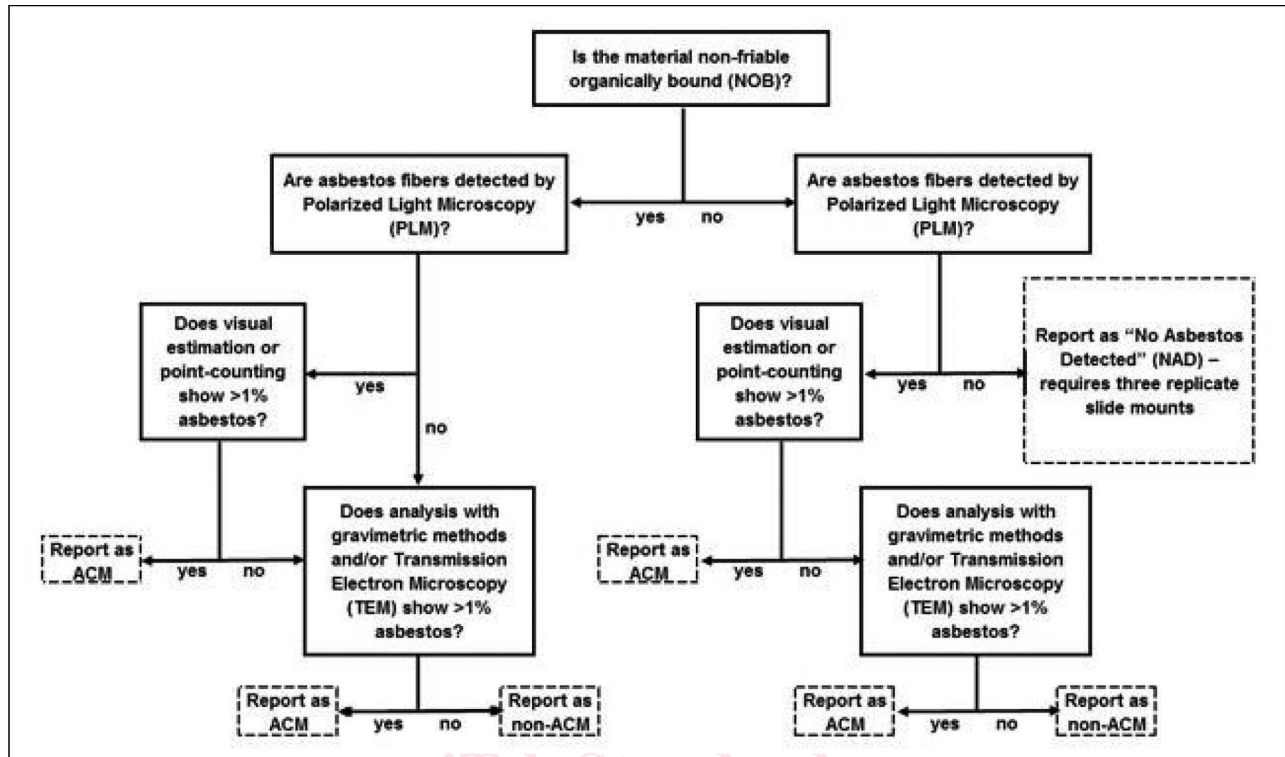 Is the material non-friable
organically bound (NOB)?
Are asbestos fibers detected by
Polarized Light Microscopy
(PLM)?
yes no
Are asbestos fibers detected by
Polarized Light Microscopy
(PLM)?
Does visual
estimation or
point-counting
show >1%
asbestos?
yes
no
Does visual
estimation or
point-counting
show >1%
asbestos?
yes no
Report as “No Asbestos
Detected” (NAD) –
requires three replicate
slide mounts
Report as
ACM
yes no
Does analysis with
gravimetric methods
and/or Transmission
Electron Microscopy
(TEM) show >1%
asbestos?
Report as
ACM
yes no
Does analysis with
gravimetric methods
and/or Transmission
Electron Microscopy
(TEM) show >1%
asbestos?
Report as
ACM
yes no
Report as
non-ACM
Report as
ACM
yes no
Report as
non-ACM